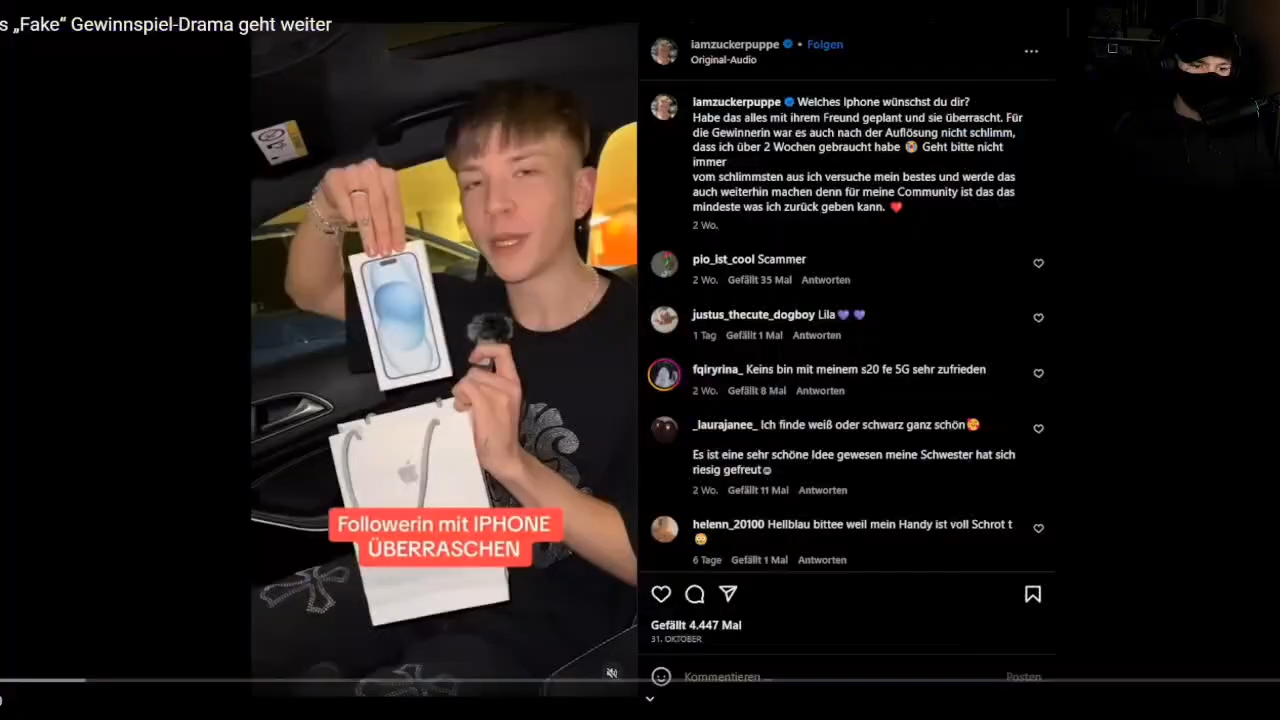 s „Fake“ Gewinnspiel-Drama geht weiter
iamzuckerpuppe • Folgen
Original-Audio
iamzuckerpuppe Welches Iphone wünschst du dir?
Habe das alles mit ihrem Freund geplant und sie überrascht. Für
die Gewinnerin war es auch nach der Auflösung nicht schlimm,
dass ich über 2 Wochen gebraucht habe Geht bitte nicht
immer
vom schlimmsten aus ich versuche mein bestes und werde das
auch weiterhin machen denn für meine Community ist das das
mindeste was ich zurück geben kann. ❤️
2 Wo.
pio_ist_cool Scammer
2 Wo. Gefällt 35 Mal Antworten
justus_thecute_dogboy Lila💜 💜
1 Tag Gefällt 1 Mal Antworten
fqiryrina_ Keins bin mit meinem s20 fe 5G sehr zufrieden
2 Wo. Gefällt 8 Mal Antworten
_laurajanee_ Ich finde weiß oder schwarz ganz schön🥰
Es ist eine sehr schöne Idee gewesen meine Schwester hat sich
riesig gefreut☺
2 Wo. Gefällt 11 Mal Antworten
helenn_20100 Hellblau bittee weil mein Handy ist voll Schrot t
😳
6 Tage Gefällt 1 Mal Antworten
Followerin mit IPHONE
ÜBERRASCHEN
Gefällt 4.447 Mal
31. OKTOBER
Kommentieren ...
Posten